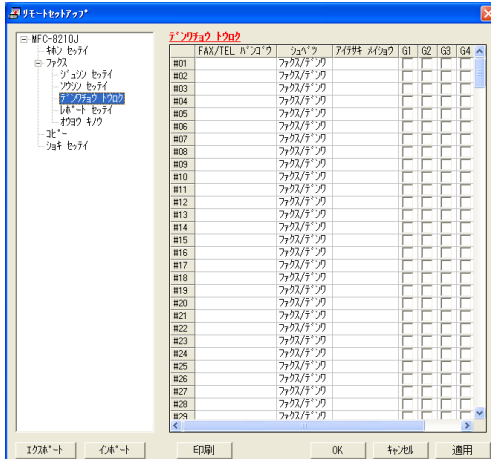 ﾘﾓｰﾄｾｯﾄｱｯﾌﾟ
MFC-8210J
ｷﾎﾝ ｾｯﾃｲ
ﾌｧｸｽ
ｼﾞｭｼﾝ ｾｯﾃｲ
ｿｳｼﾝ ｾｯﾃｲ
ﾃﾞﾝﾜﾁｮｳ ﾄｳﾛｸ
ﾚﾎﾟｰﾄ ｾｯﾃｲ
ｵｳﾖｳ ｷﾉｳ
ｺﾋﾟｰ
ｼｮｷ ｾｯﾃｲ
ﾃﾞﾝﾜﾁｮｳ ﾄｳﾛｸ
FAX/TEL ﾊﾞﾝｺﾞｳ ｼｭﾍﾞﾂ ｱｲﾃｻｷ ﾒｲｼｮｳ G1 G2 G3 G4
#01 ﾌｧｸｽ/ﾃﾞﾝﾜ
#02 ﾌｧｸｽ/ﾃﾞﾝﾜ
#03 ﾌｧｸｽ/ﾃﾞﾝﾜ
#04 ﾌｧｸｽ/ﾃﾞﾝﾜ
#05 ﾌｧｸｽ/ﾃﾞﾝﾜ
#06 ﾌｧｸｽ/ﾃﾞﾝﾜ
#07 ﾌｧｸｽ/ﾃﾞﾝﾜ
#08 ﾌｧｸｽ/ﾃﾞﾝﾜ
#09 ﾌｧｸｽ/ﾃﾞﾝﾜ
#10 ﾌｧｸｽ/ﾃﾞﾝﾜ
#11 ﾌｧｸｽ/ﾃﾞﾝﾜ
#12 ﾌｧｸｽ/ﾃﾞﾝﾜ
#13 ﾌｧｸｽ/ﾃﾞﾝﾜ
#14 ﾌｧｸｽ/ﾃﾞﾝﾜ
#15 ﾌｧｸｽ/ﾃﾞﾝﾜ
#16 ﾌｧｸｽ/ﾃﾞﾝﾜ
#17 ﾌｧｸｽ/ﾃﾞﾝﾜ
#18 ﾌｧｸｽ/ﾃﾞﾝﾜ
#19 ﾌｧｸｽ/ﾃﾞﾝﾜ
#20 ﾌｧｸｽ/ﾃﾞﾝﾜ
#21 ﾌｧｸｽ/ﾃﾞﾝﾜ
#22 ﾌｧｸｽ/ﾃﾞﾝﾜ
#23 ﾌｧｸｽ/ﾃﾞﾝﾜ
#24 ﾌｧｸｽ/ﾃﾞﾝﾜ
#25 ﾌｧｸｽ/ﾃﾞﾝﾜ
#26 ﾌｧｸｽ/ﾃﾞﾝﾜ
#27 ﾌｧｸｽ/ﾃﾞﾝﾜ
#28 ﾌｧｸｽ/ﾃﾞﾝﾜ
#29 ﾌｧｸｽ/ﾃﾞﾝﾜ
ｴｸｽﾎﾟｰﾄ ｲﾝﾎﾟｰﾄ 印刷 OK ｷｬﾝｾﾙ 適用